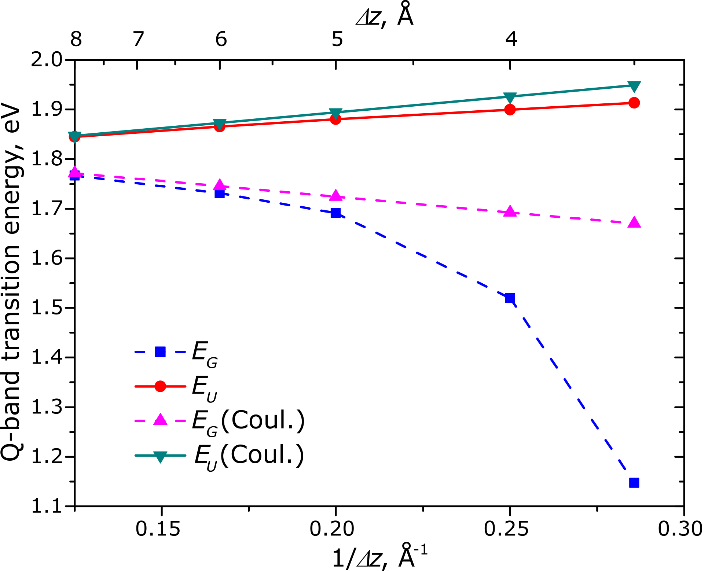 Δz, Å
8 7 6 5 4
Q-band transition energy, eV
2.0
1.9
1.8
1.7
1.6
1.5
1.4
1.3
1.2
1.1
E_G
E_U
E_G(Coul.)
E_U(Coul.)
0.15 0.20 0.25 0.30
1/Δz, Å⁻¹